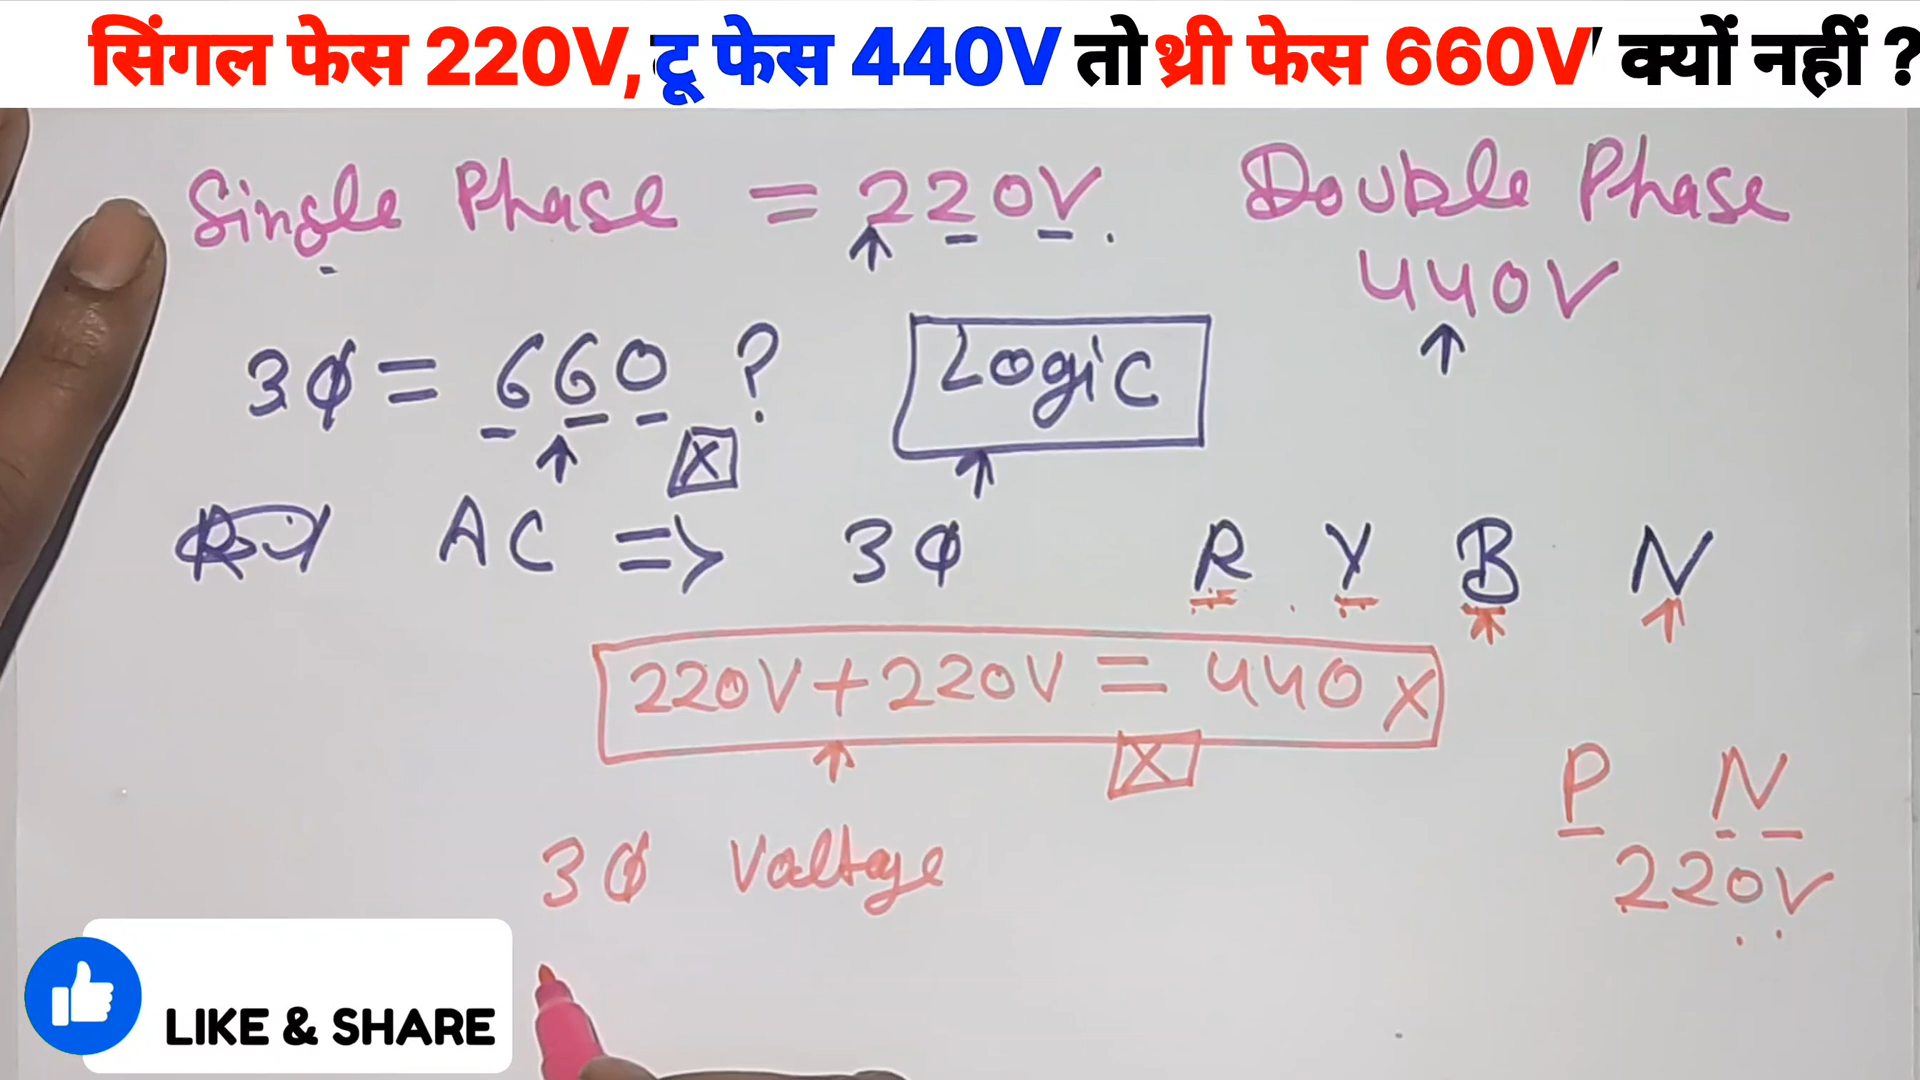 सिंगल फेस 220V, टू फेस 440V तो थ्री फेस 660V' क्यों नहीं ?
Single Phase = 220V.
Double Phase
440V
3φ = 660 ?
X
Logic
AC => 3φ R Y B N
220V + 220V = 440 X
X
P N
220V
3φ Voltage
LIKE & SHARE